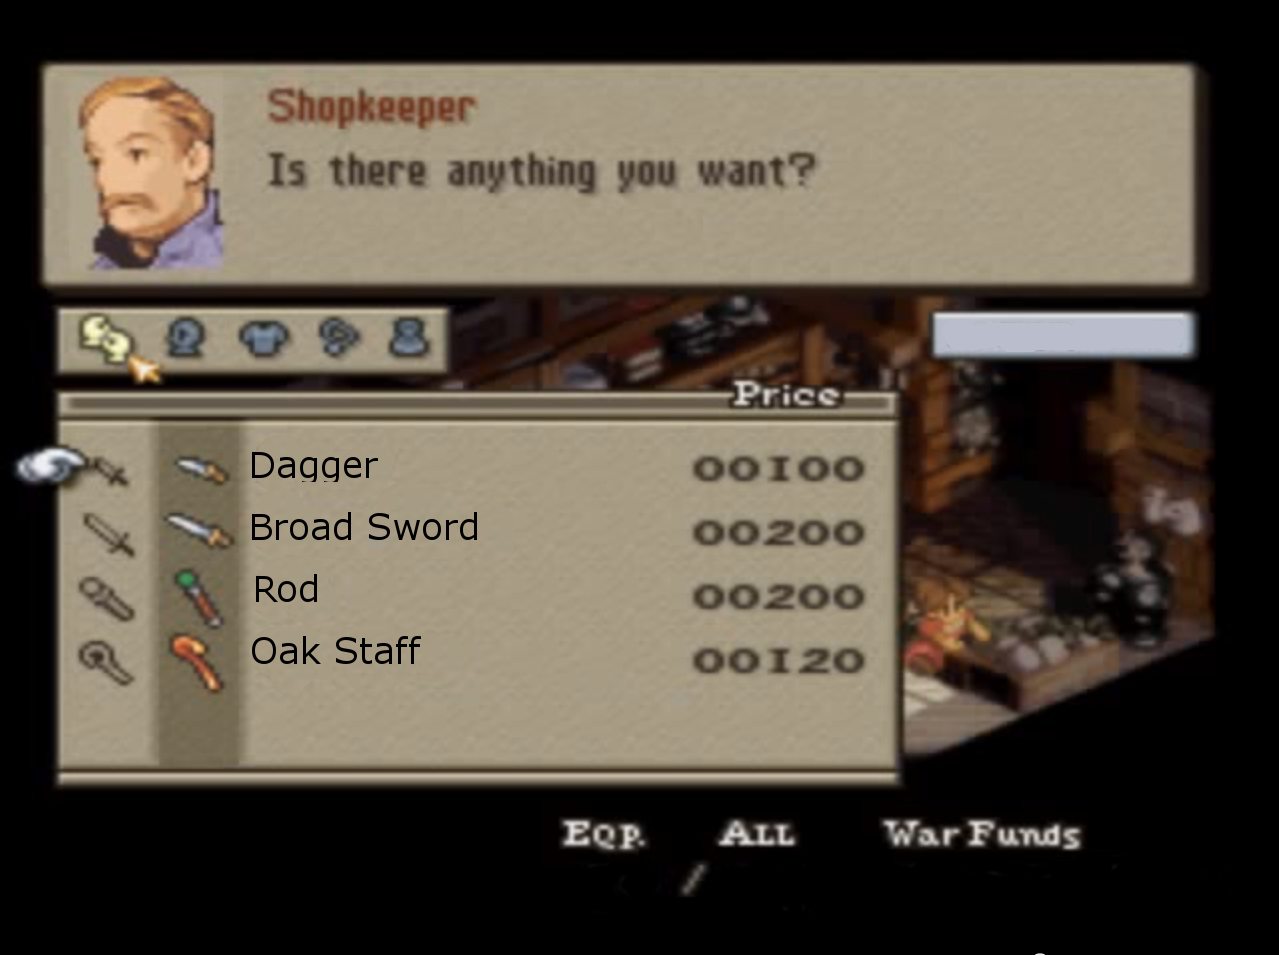 Shopkeeper
Is there anything you want?
Price
Dagger 00100
Broad Sword 00200
Rod 00200
Oak Staff 00120
Eqp. All War Funds
/